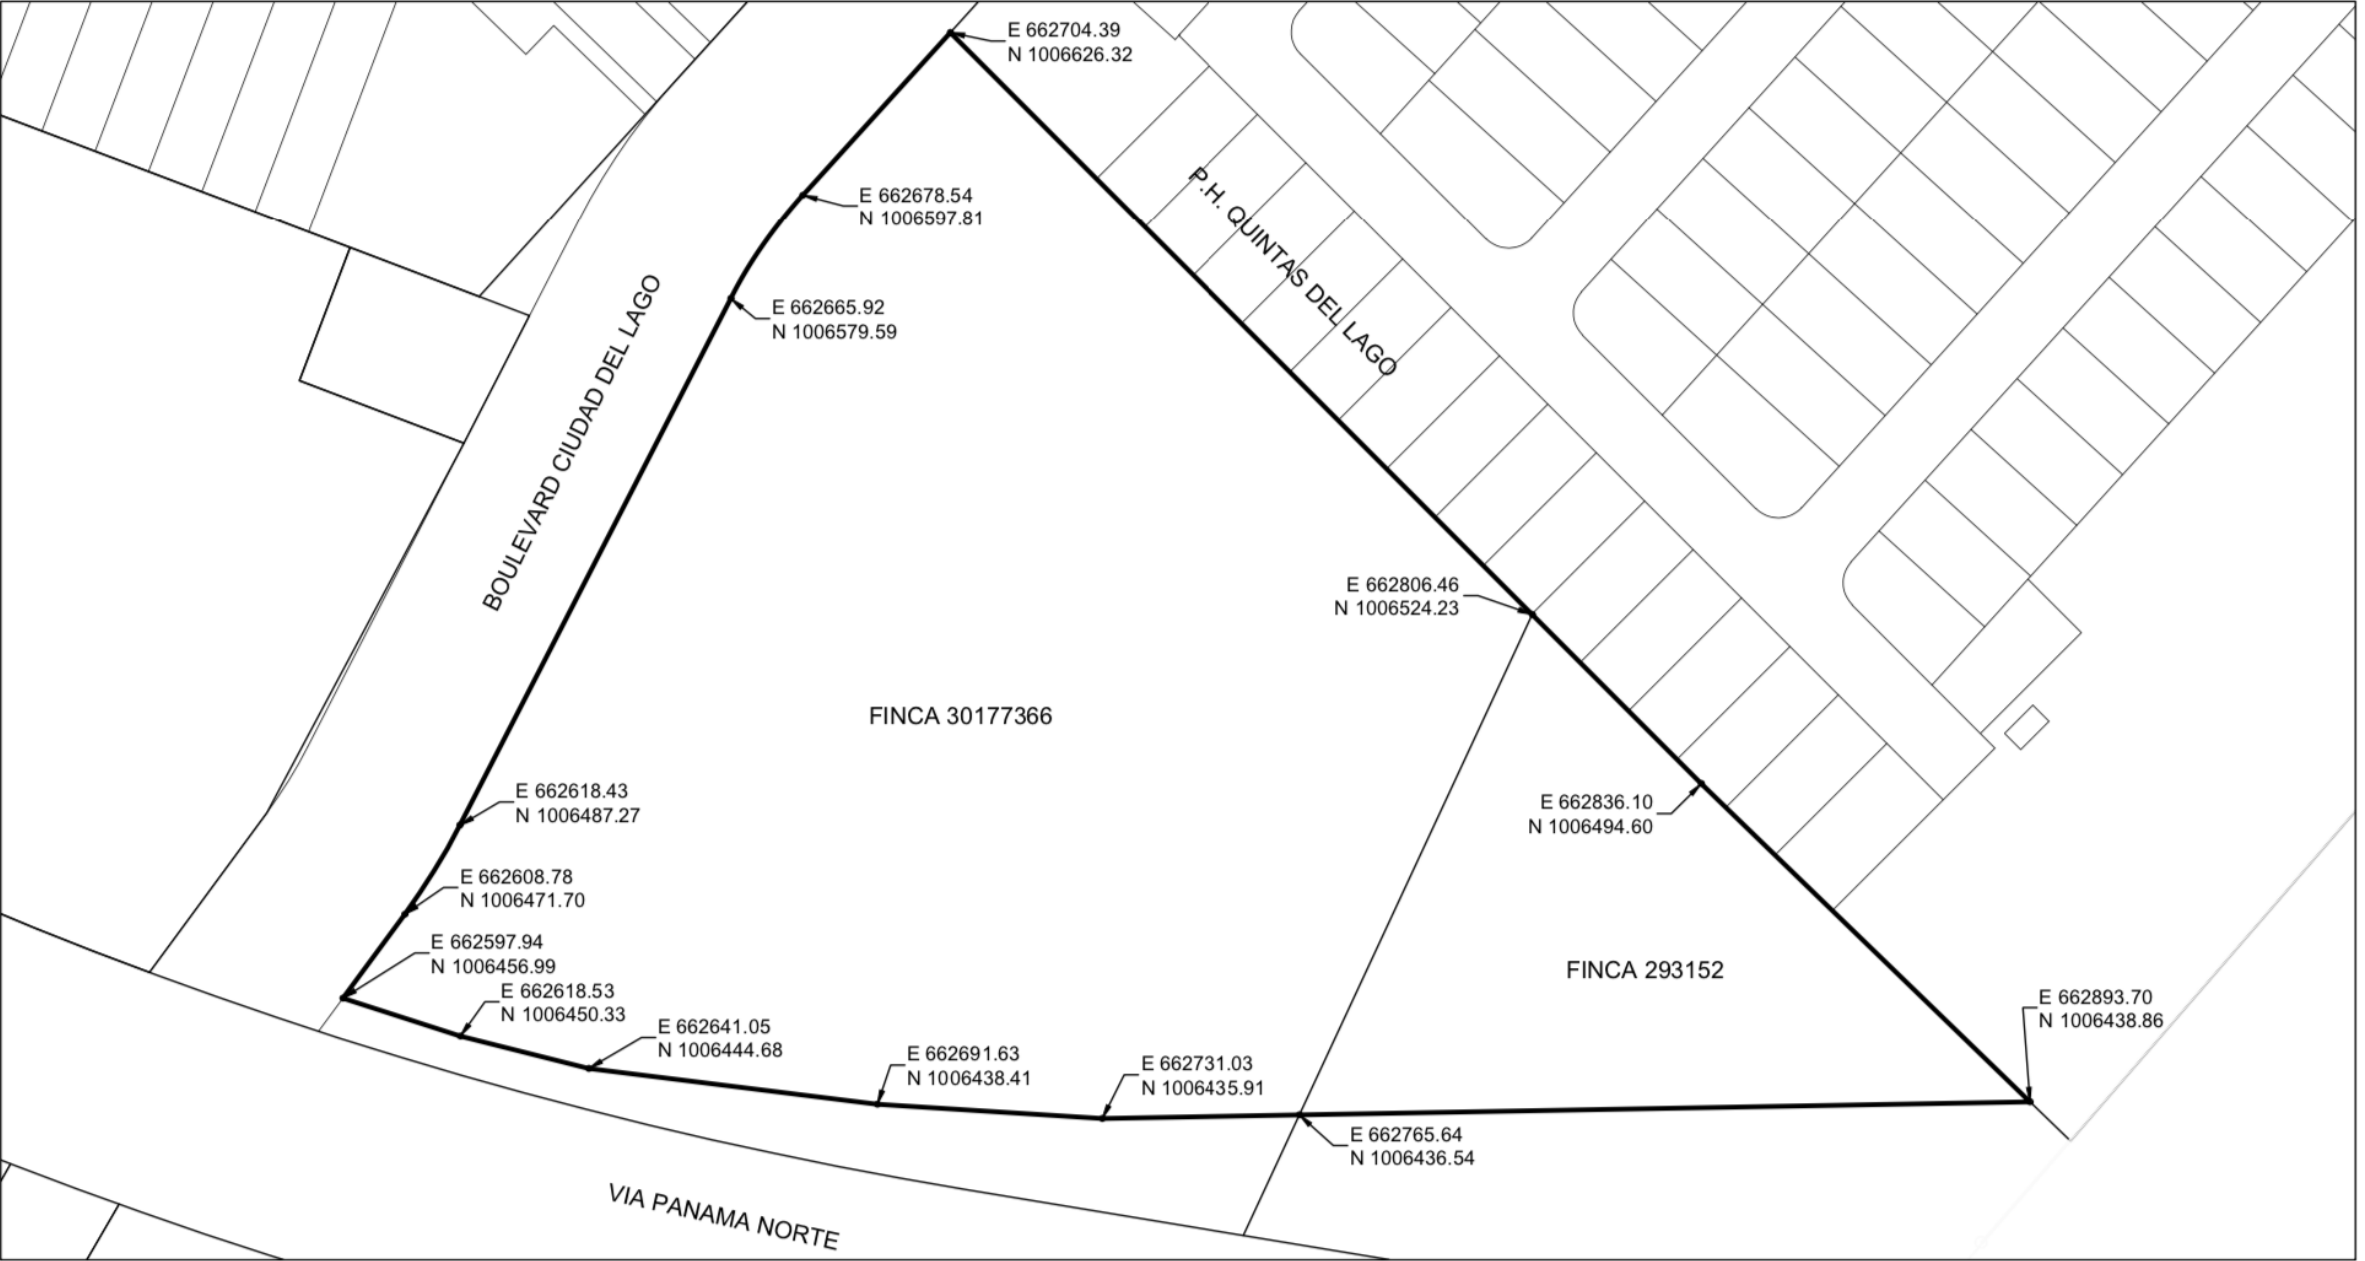 E 662704.39
N 1006626.32
E 662678.54
N 1006597.81
P.H. QUINTAS DEL LAGO
E 662665.92
N 1006579.59
BOULEVARD CIUDAD DEL LAGO
E 662806.46
N 1006524.23
FINCA 30177366
E 662618.43
N 1006487.27
E 662836.10
N 1006494.60
E 662608.78
N 1006471.70
E 662597.94
N 1006456.99
FINCA 293152
E 662618.53
N 1006450.33
E 662893.70
N 1006438.86
E 662641.05
N 1006444.68
E 662691.63
N 1006438.41
E 662731.03
N 1006435.91
E 662765.64
N 1006436.54
VIA PANAMA NORTE